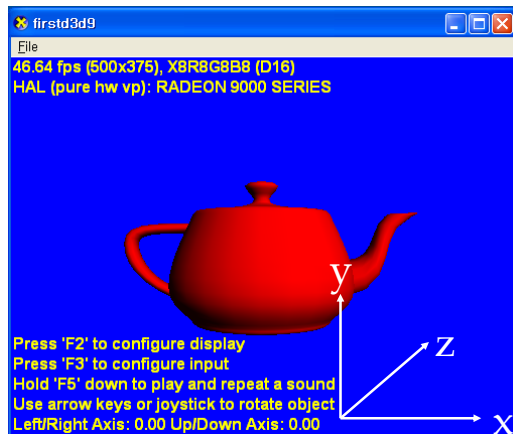 firstd3d9
File
46.64 fps (500x375), X8R8G8B8 (D16)
HAL (pure hw vp): RADEON 9000 SERIES
y
z
x
Press 'F2' to configure display
Press 'F3' to configure input
Hold 'F5' down to play and repeat a sound
Use arrow keys or joystick to rotate object
Left/Right Axis: 0.00 Up/Down Axis: 0.00